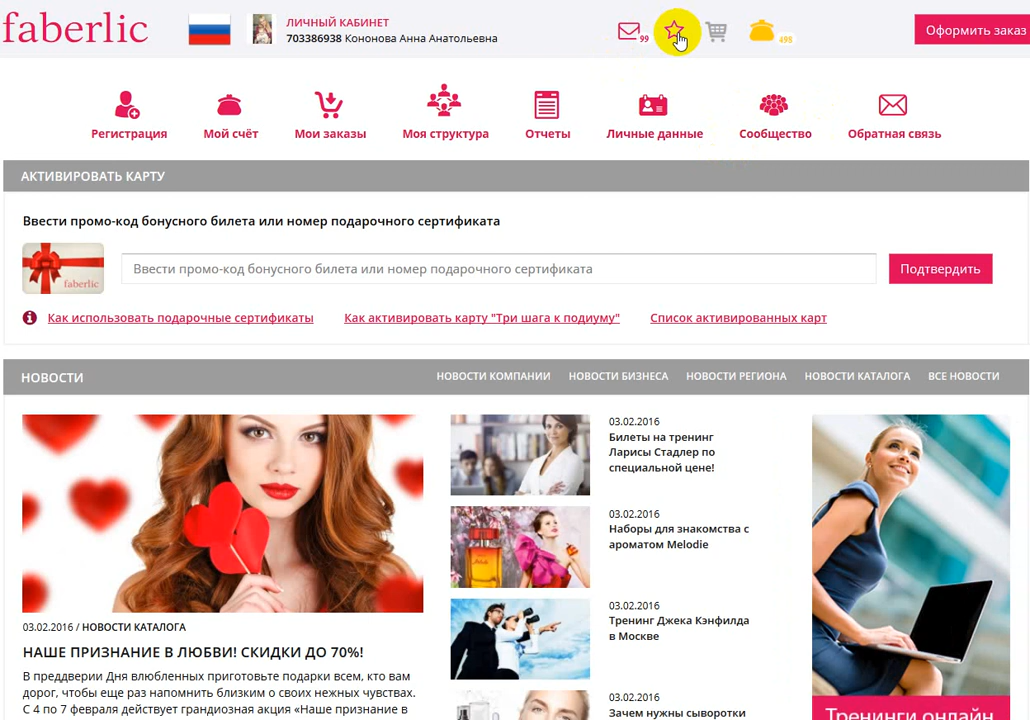 faberlic
ЛИЧНЫЙ КАБИНЕТ
703386938 Кононова Анна Анатольевна
99
498
Оформить заказ
Регистрация
Мой счёт
Мои заказы
Моя структура
Отчеты
Личные данные
Сообщество
Обратная связь
АКТИВИРОВАТЬ КАРТУ
Ввести промо-код бонусного билета или номер подарочного сертификата
faberlic
Ввести промо-код бонусного билета или номер подарочного сертификата
Подтвердить
Как использовать подарочные сертификаты
Как активировать карту "Три шага к подиуму"
Список активированных карт
НОВОСТИ
НОВОСТИ КОМПАНИИ
НОВОСТИ БИЗНЕСА
НОВОСТИ РЕГИОНА
НОВОСТИ КАТАЛОГА
ВСЕ НОВОСТИ
03.02.2016 / НОВОСТИ КАТАЛОГА
НАШЕ ПРИЗНАНИЕ В ЛЮБВИ! СКИДКИ ДО 70%!
В преддверии Дня влюбленных приготовьте подарки всем, кто вам
дорог, чтобы еще раз напомнить близким о своих нежных чувствах.
С 4 по 7 февраля действует грандиозная акция «Наше признание в
03.02.2016
Билеты на тренинг
Ларисы Стадлер по
специальной цене!
03.02.2016
Наборы для знакомства с
ароматом Melodie
03.02.2016
Тренинг Джека Кэнфилда
в Москве
03.02.2016
Зачем нужны сыворотки
Тренинги онлайн